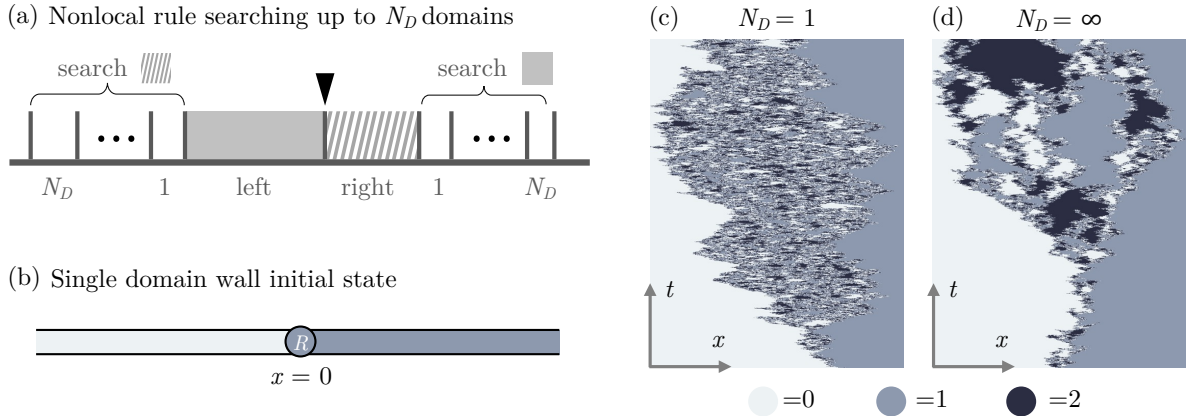 (a) Nonlocal rule searching up to N_D domains
search
search
N_D 1 left right 1 N_D
(b) Single domain wall initial state
R
x = 0
(c) N_D = 1
t
x
(d) N_D = ∞
t
x
=0 =1 =2